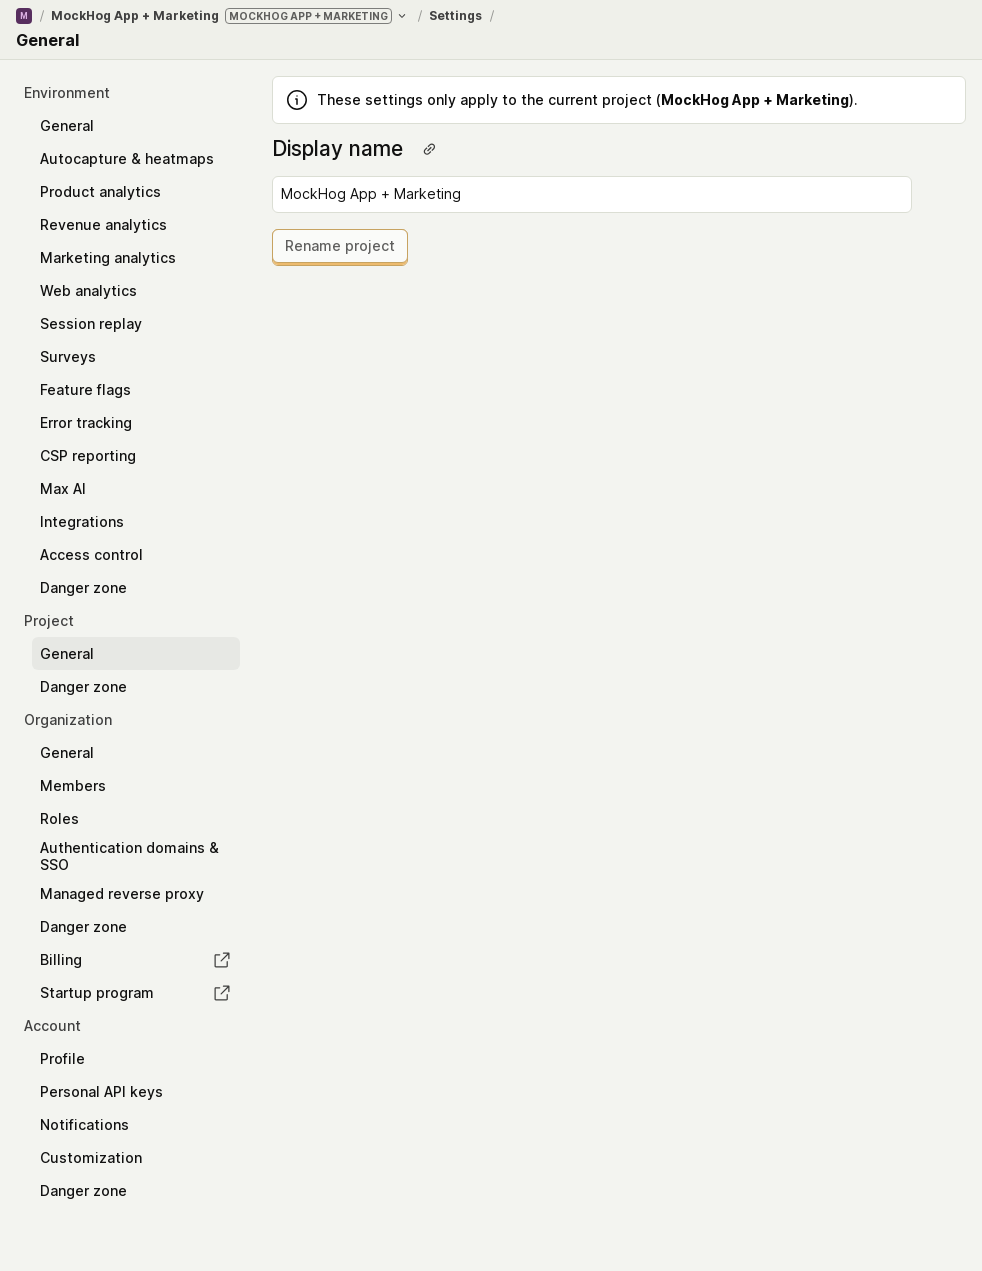 M / MockHog App + Marketing MOCKHOG APP + MARKETING / Settings /
General
Environment
General
Autocapture & heatmaps
Product analytics
Revenue analytics
Marketing analytics
Web analytics
Session replay
Surveys
Feature flags
Error tracking
CSP reporting
Max AI
Integrations
Access control
Danger zone
Project
General
Danger zone
Organization
General
Members
Roles
Authentication domains &
SSO
Managed reverse proxy
Danger zone
Billing
Startup program
Account
Profile
Personal API keys
Notifications
Customization
Danger zone
These settings only apply to the current project (MockHog App + Marketing).
Display name
MockHog App + Marketing
Rename project